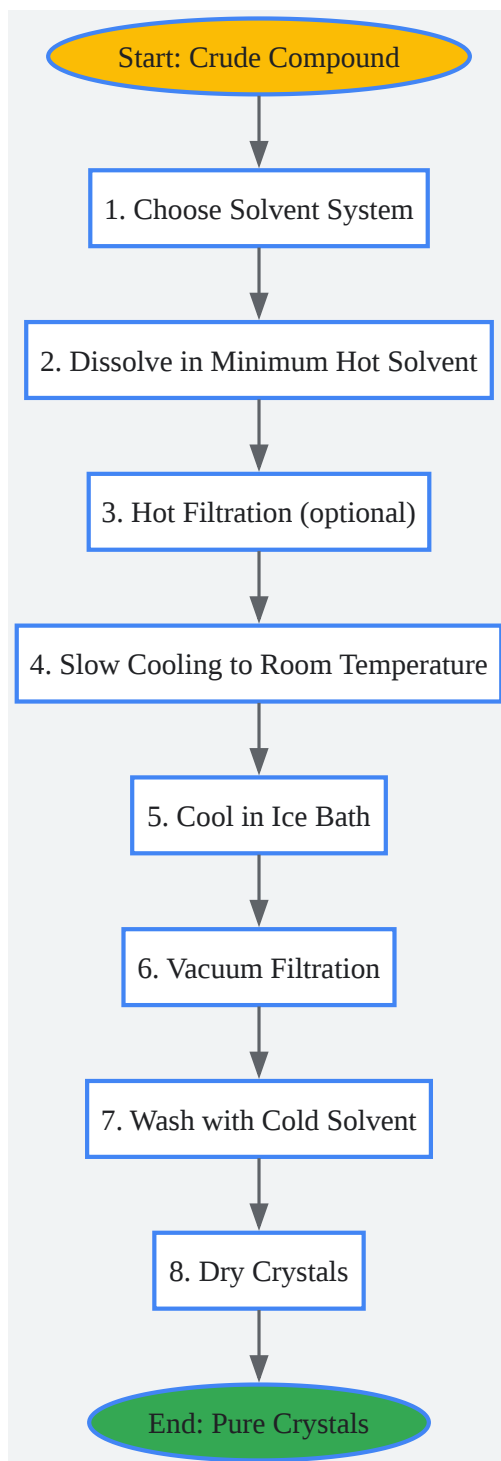 Start: Crude Compound
1. Choose Solvent System
2. Dissolve in Minimum Hot Solvent
3. Hot Filtration (optional)
4. Slow Cooling to Room Temperature
5. Cool in Ice Bath
6. Vacuum Filtration
7. Wash with Cold Solvent
8. Dry Crystals
End: Pure Crystals